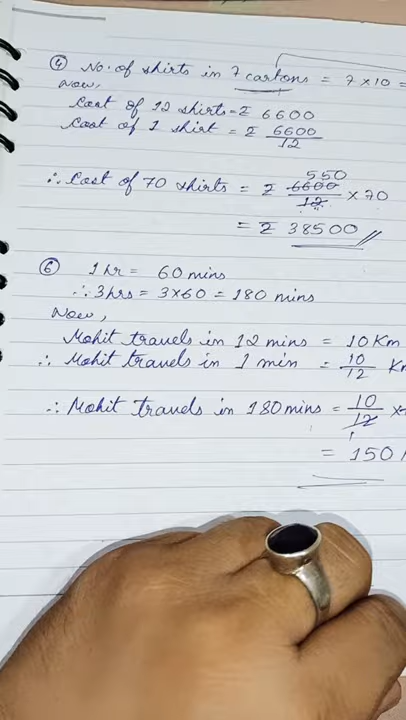 ④ No. of shirts in 7 cartons = 7 × 10 =
Now,
Cost of 12 shirts = ₹ 6600
Cost of 1 shirt = ₹ 6600/12
550
∴ Cost of 70 shirts = ₹ 6600/12 × 70
= ₹ 38500
⑥ 1 hr = 60 mins
∴ 3 hrs = 3 × 60 = 180 mins
Now,
Mohit travels in 12 mins = 10 Km
∴ Mohit travels in 1 min = 10/12 Km
∴ Mohit travels in 180 mins = 10/12 ×
1
= 150